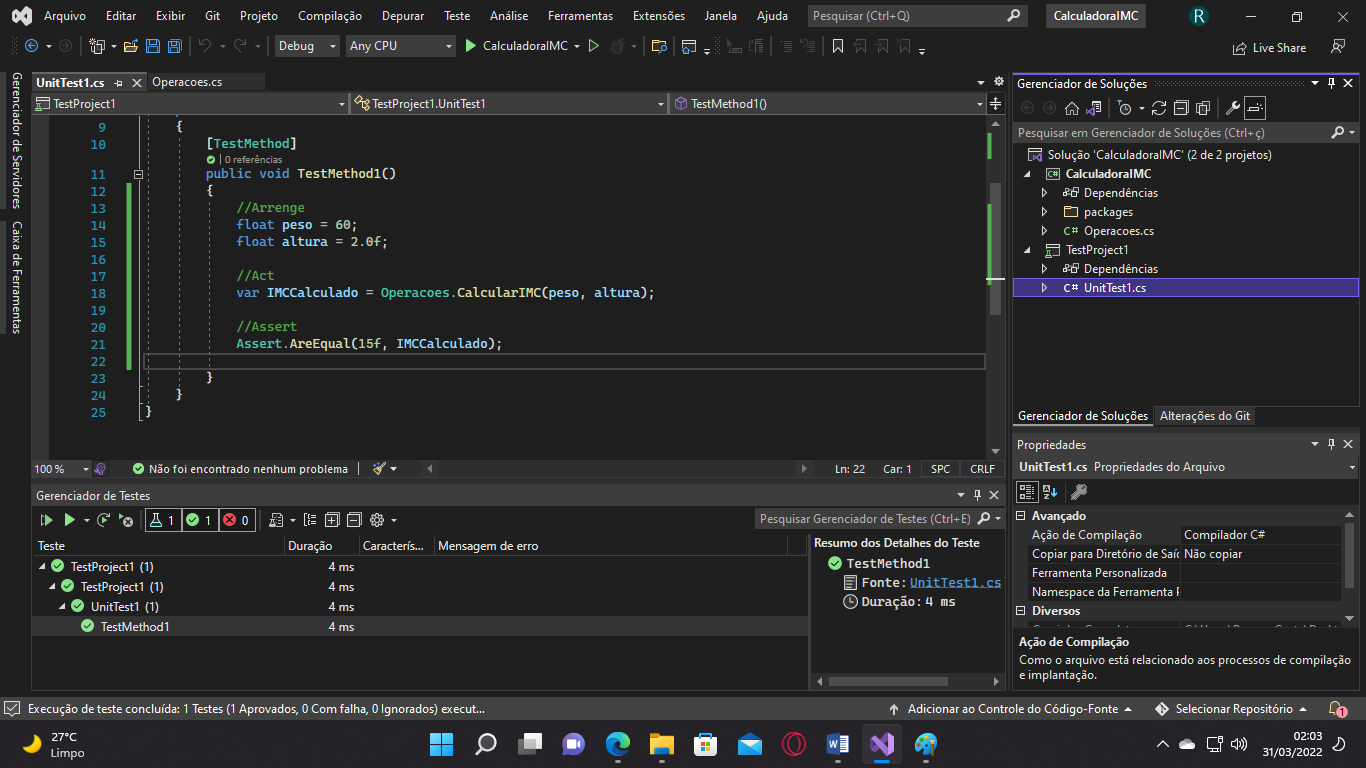 Arquivo Editar Exibir Git Projeto Compilação Depurar Teste Análise Ferramentas Extensões Janela Ajuda Pesquisar (Ctrl+Q) CalculadoraIMC R
Debug Any CPU CalculadoraIMC Live Share
Gerenciador de Servidores
Caixa de Ferramentas
UnitTest1.cs Operacoes.cs
TestProject1 TestProject1.UnitTest1 TestMethod1()
9 {
10 [TestMethod]
| 0 referências
11 public void TestMethod1()
12 {
13 //Arrenge
14 float peso = 60;
15 float altura = 2.0f;
16
17 //Act
18 var IMCCalculado = Operacoes.CalcularIMC(peso, altura);
19
20 //Assert
21 Assert.AreEqual(15f, IMCCalculado);
22
23 }
24 }
25 }
100 % Não foi encontrado nenhum problema Ln: 22 Car: 1 SPC CRLF
Gerenciador de Testes
1 1 0 Pesquisar Gerenciador de Testes (Ctrl+E)
Teste Duração Caracterís... Mensagem de erro
TestProject1 (1) 4 ms
TestProject1 (1) 4 ms
UnitTest1 (1) 4 ms
TestMethod1 4 ms
Resumo dos Detalhes do Teste
TestMethod1
Fonte: UnitTest1.cs
Duração: 4 ms
Gerenciador de Soluções
Pesquisar em Gerenciador de Soluções (Ctrl+ç)
Solução 'CalculadoraIMC' (2 de 2 projetos)
CalculadoraIMC
Dependências
packages
C# Operacoes.cs
TestProject1
Dependências
C# UnitTest1.cs
Gerenciador de Soluções Alterações do Git
Propriedades
UnitTest1.cs Propriedades do Arquivo
Avançado
Ação de Compilação Compilador C#
Copiar para Diretório de Saíc Não copiar
Ferramenta Personalizada
Namespace da Ferramenta P
Diversos
Ação de Compilação
Como o arquivo está relacionado aos processos de compilação
e implantação.
Execução de teste concluída: 1 Testes (1 Aprovados, 0 Com falha, 0 Ignorados) execut... Adicionar ao Controle do Código-Fonte Selecionar Repositório 1
27°C
Limpo
02:03
31/03/2022